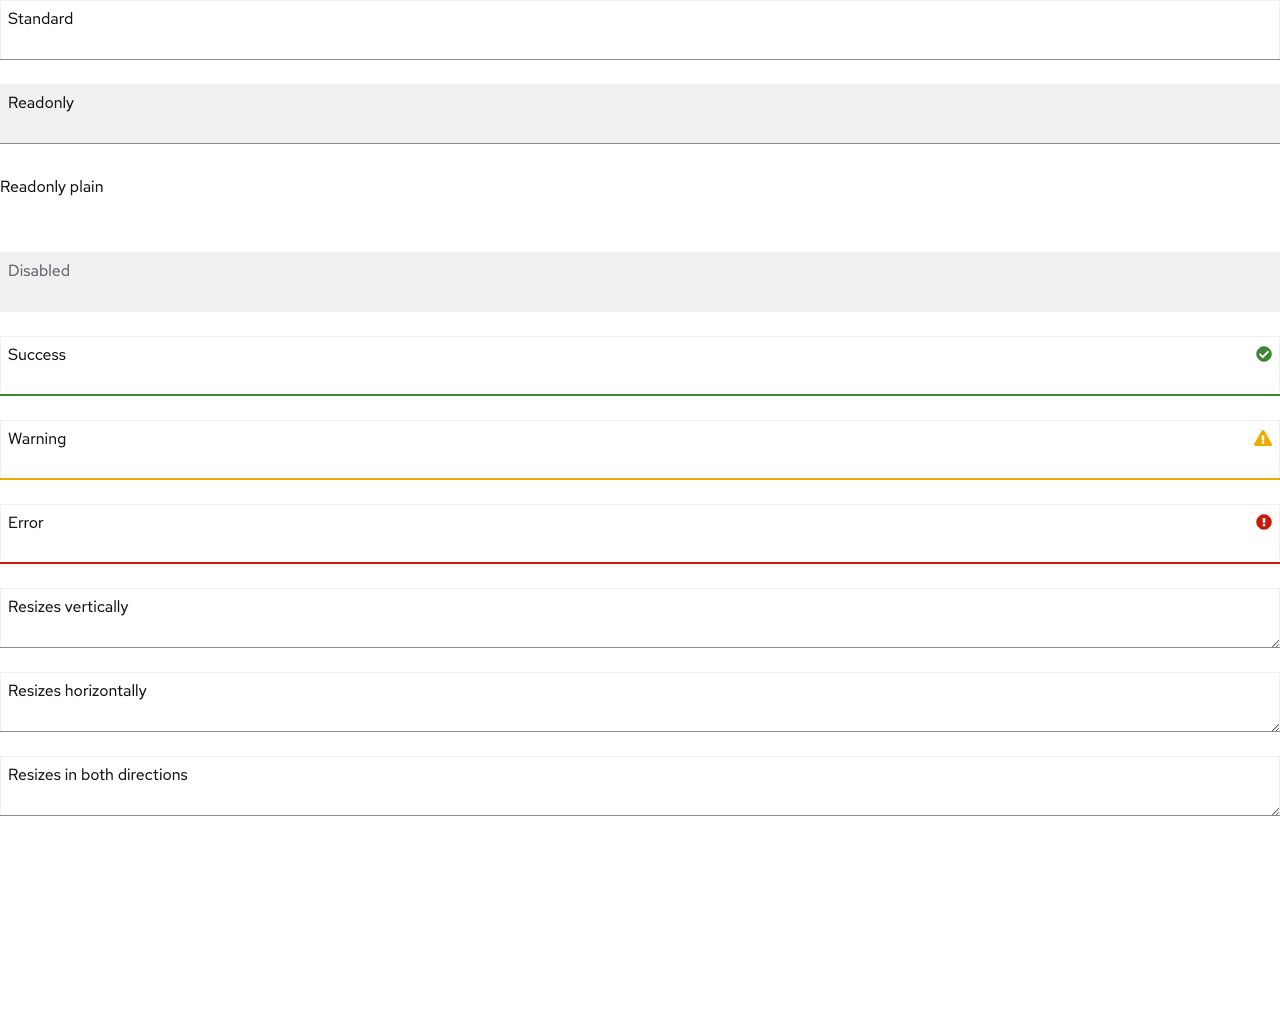 Standard
Readonly
Readonly plain
Disabled
Success
Warning
Error
Resizes vertically
Resizes horizontally
Resizes in both directions